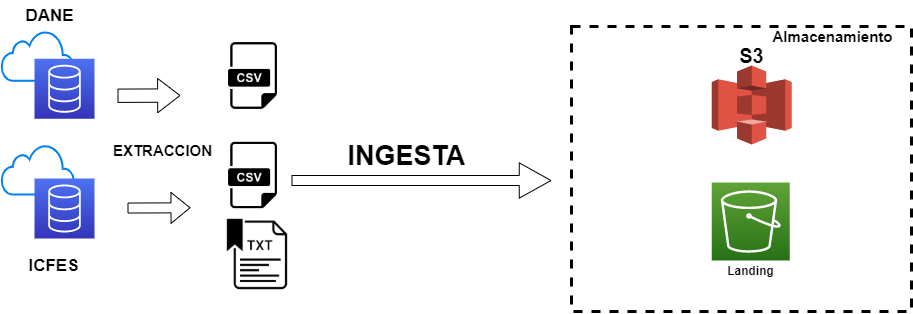 DANE
CSV
EXTRACCION
CSV
TXT
ICFES
INGESTA
Almacenamiento
S3
Landing